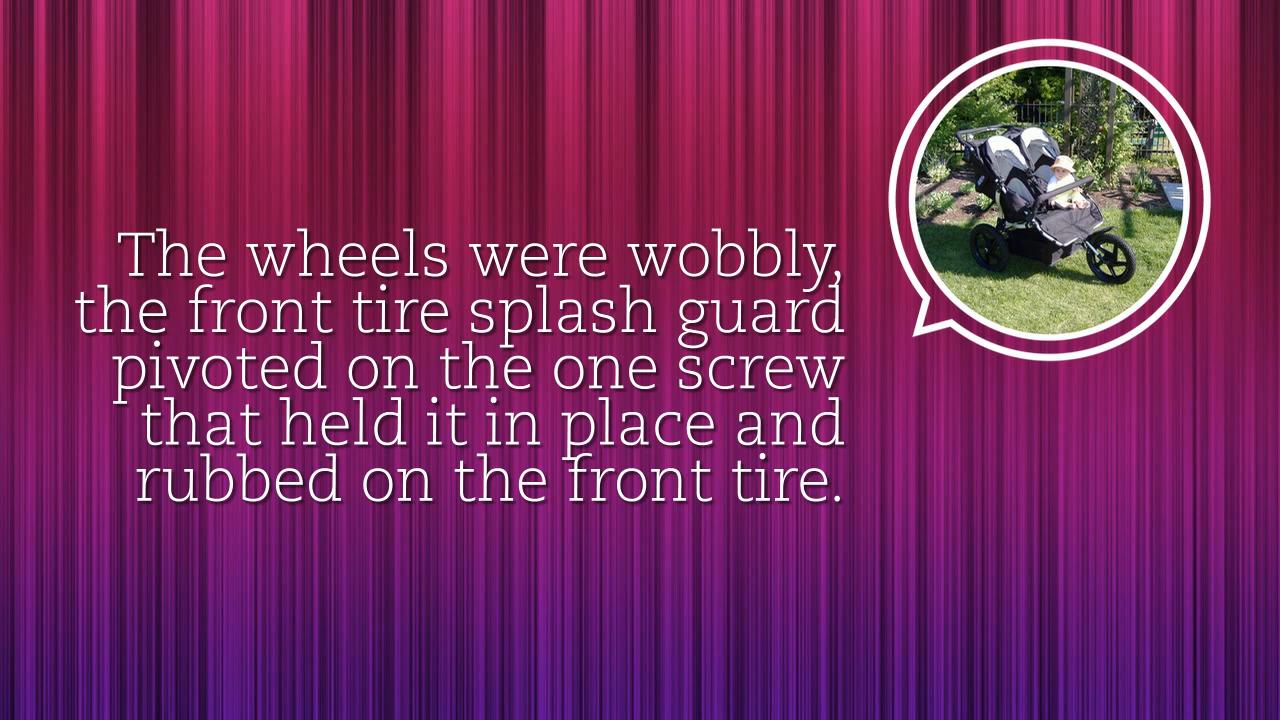 The wheels were wobbly,
the front tire splash guard
pivoted on the one screw
that held it in place and
rubbed on the front tire.